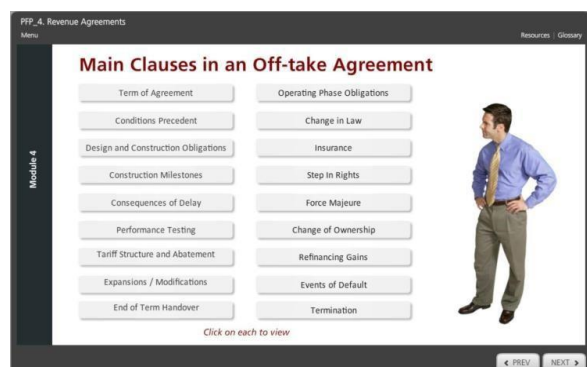 PFP_4. Revenue Agreements
Menu
Resources | Glossary
Main Clauses in an Off-take Agreement
Module 4
Term of Agreement
Conditions Precedent
Design and Construction Obligations
Construction Milestones
Consequences of Delay
Performance Testing
Tariff Structure and Abatement
Expansions / Modifications
End of Term Handover
Operating Phase Obligations
Change in Law
Insurance
Step In Rights
Force Majeure
Change of Ownership
Refinancing Gains
Events of Default
Termination
Click on each to view
PREV
NEXT